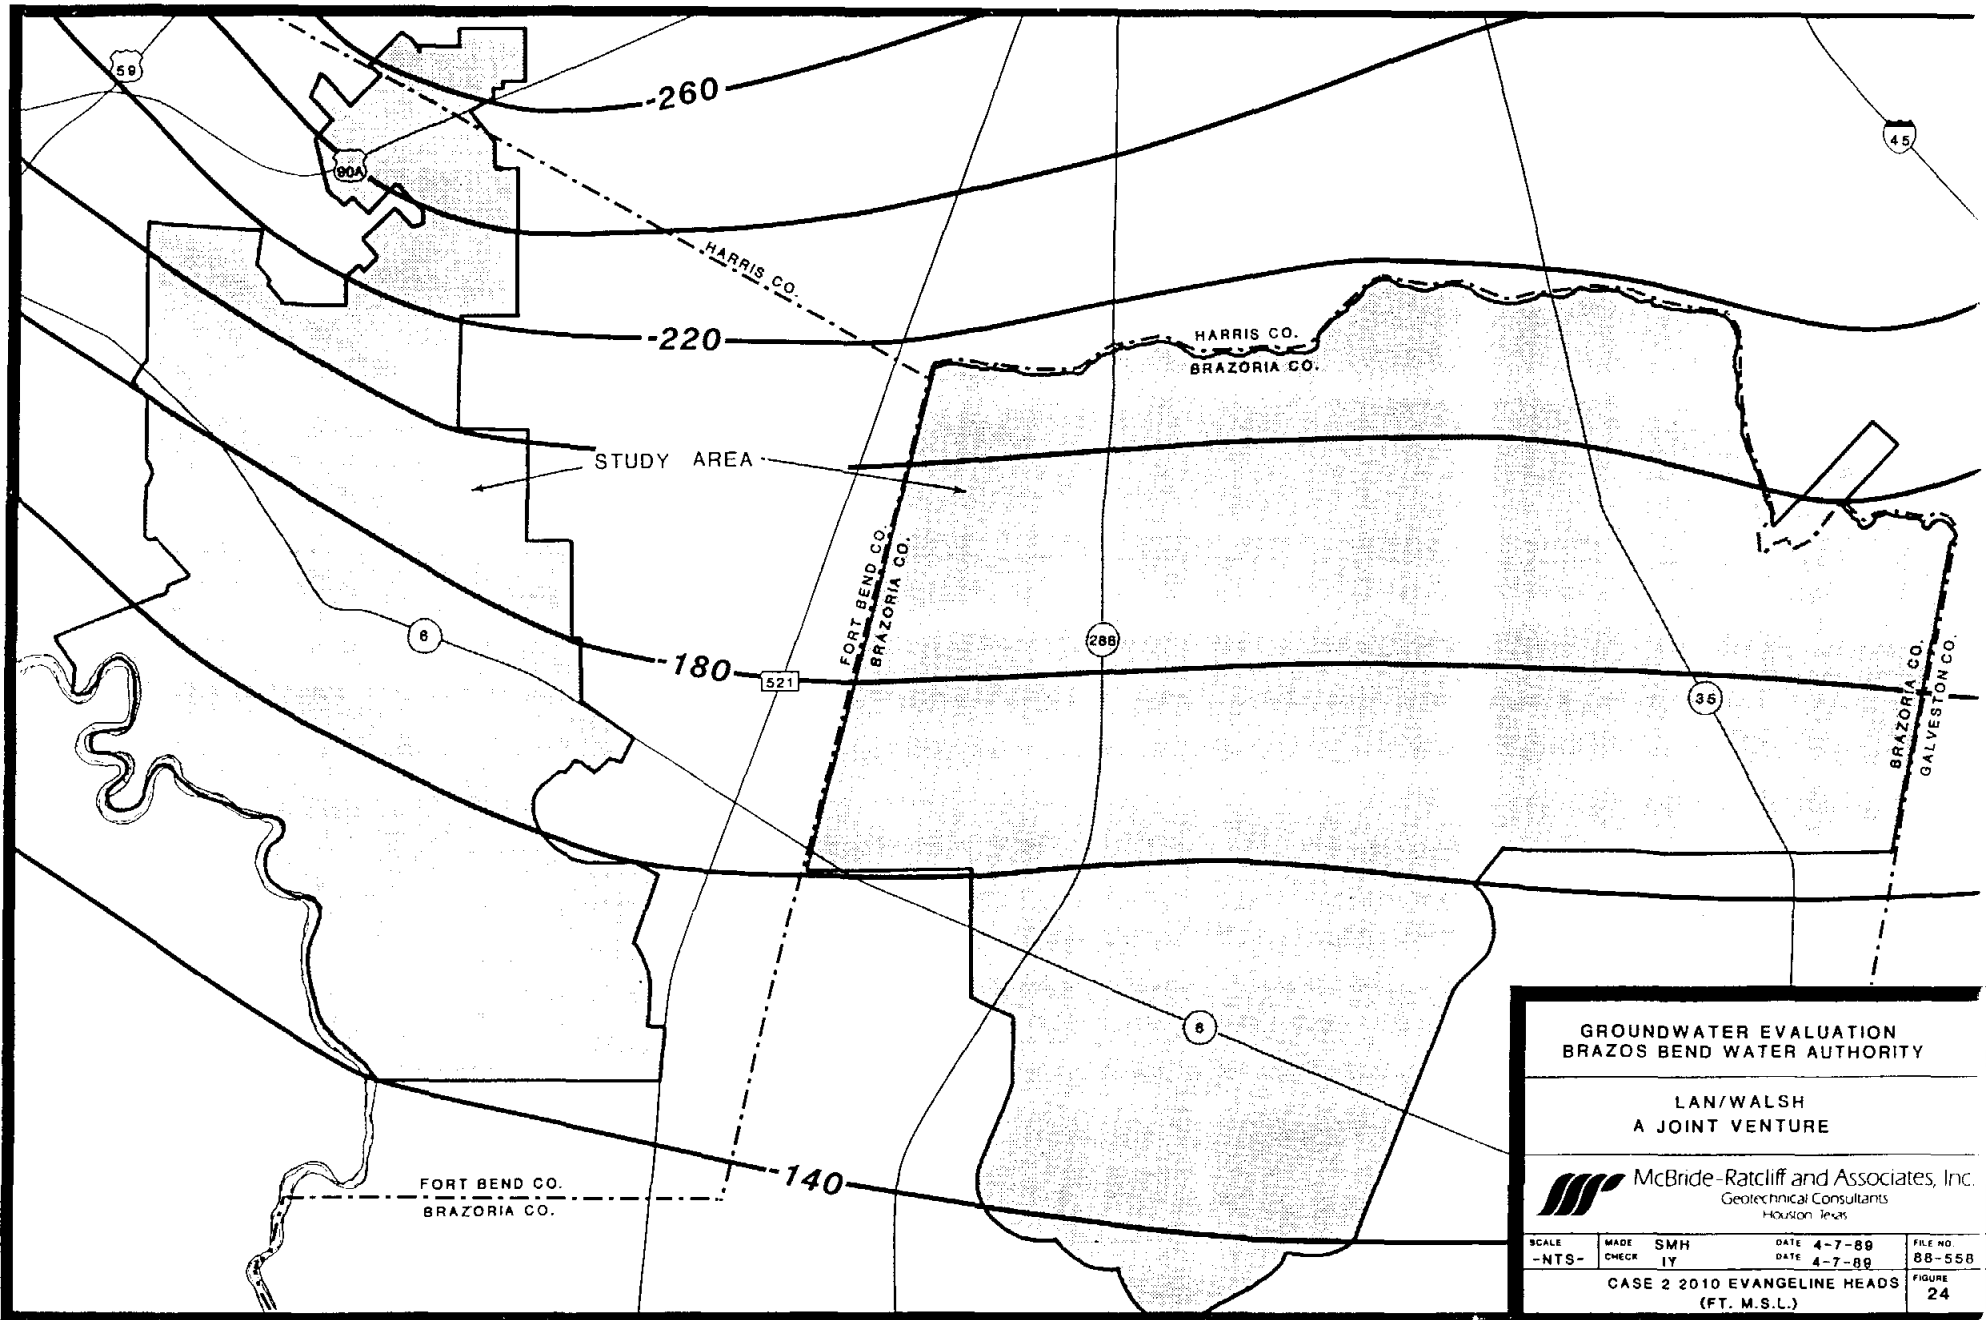 59
-260
45
90A
HARRIS CO.
-220
HARRIS CO.
BRAZORIA CO.
STUDY AREA
FORT BEND CO.
BRAZORIA CO.
6
288
-180
521
35
BRAZORIA CO.
GALVESTON CO.
6
-140
FORT BEND CO.
BRAZORIA CO.
GROUNDWATER EVALUATION
BRAZOS BEND WATER AUTHORITY
LAN/WALSH
A JOINT VENTURE
McBride-Ratcliff and Associates, Inc.
Geotechnical Consultants
Houston Texas
SCALE
-NTS-
MADE SMH
CHECK IY
DATE 4-7-89
DATE 4-7-89
FILE NO.
88-558
CASE 2 2010 EVANGELINE HEADS
(FT. M.S.L.)
FIGURE
24